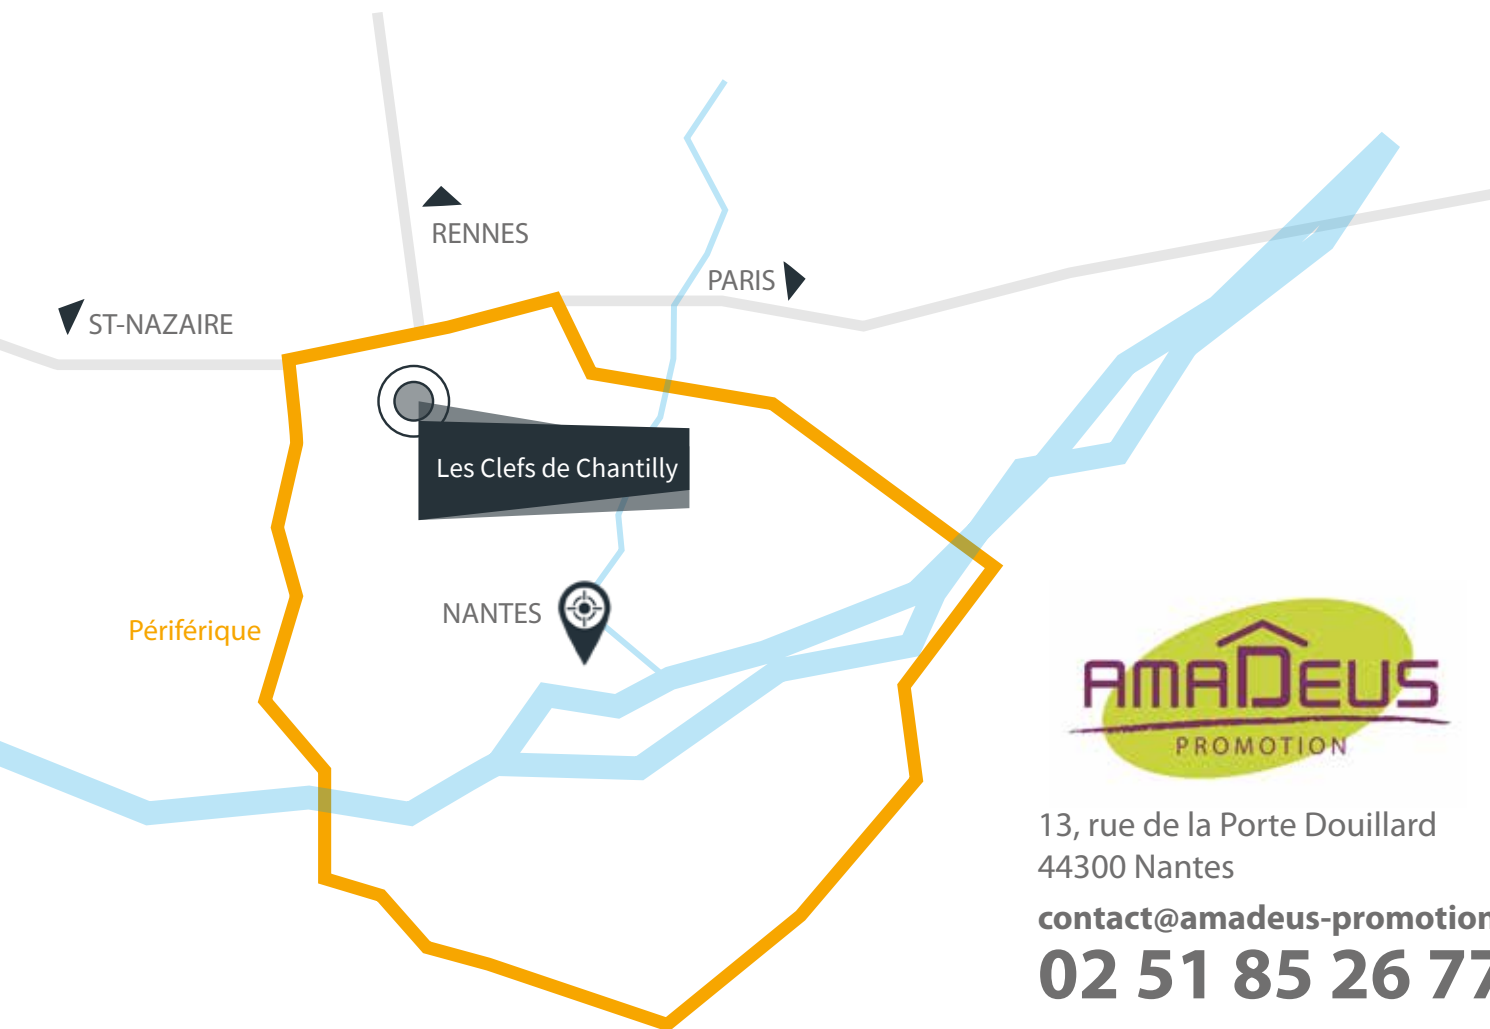 RENNES
PARIS
ST-NAZAIRE
Les Clefs de Chantilly
NANTES
Périférique
AMADEUS
PROMOTION
13, rue de la Porte Douillard
44300 Nantes
contact@amadeus-promotion
02 51 85 26 77